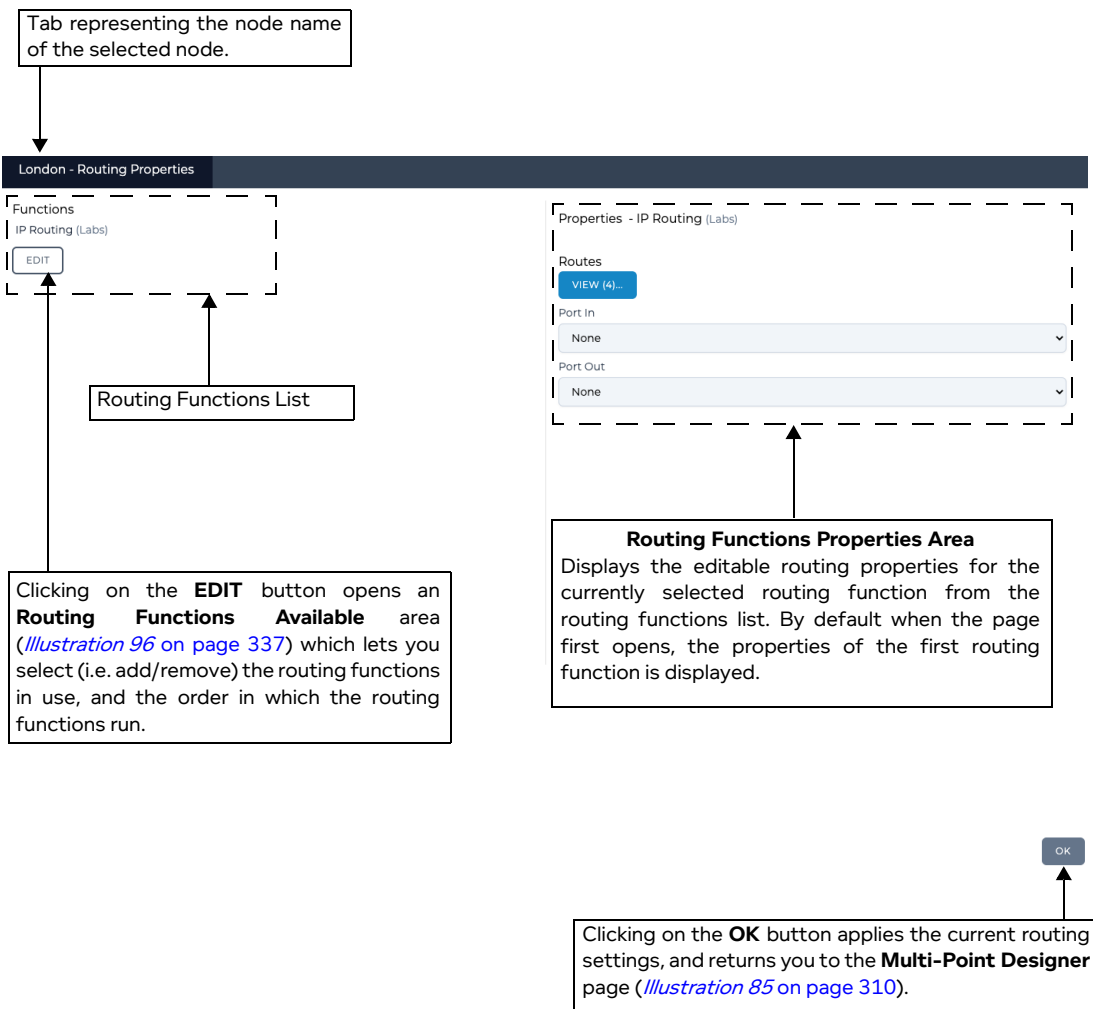 Tab representing the node name
of the selected node.
London - Routing Properties
Functions
IP Routing (Labs)
EDIT
Properties - IP Routing (Labs)
Routes
VIEW (4)...
Port In
None
Port Out
None
Routing Functions List
Routing Functions Properties Area
Displays the editable routing properties for the
currently selected routing function from the
routing functions list. By default when the page
first opens, the properties of the first routing
function is displayed.
Clicking on the EDIT button opens an
Routing Functions Available area
(Illustration 96 on page 337) which lets you
select (i.e. add/remove) the routing functions
in use, and the order in which the routing
functions run.
OK
Clicking on the OK button applies the current routing
settings, and returns you to the Multi-Point Designer
page (Illustration 85 on page 310).